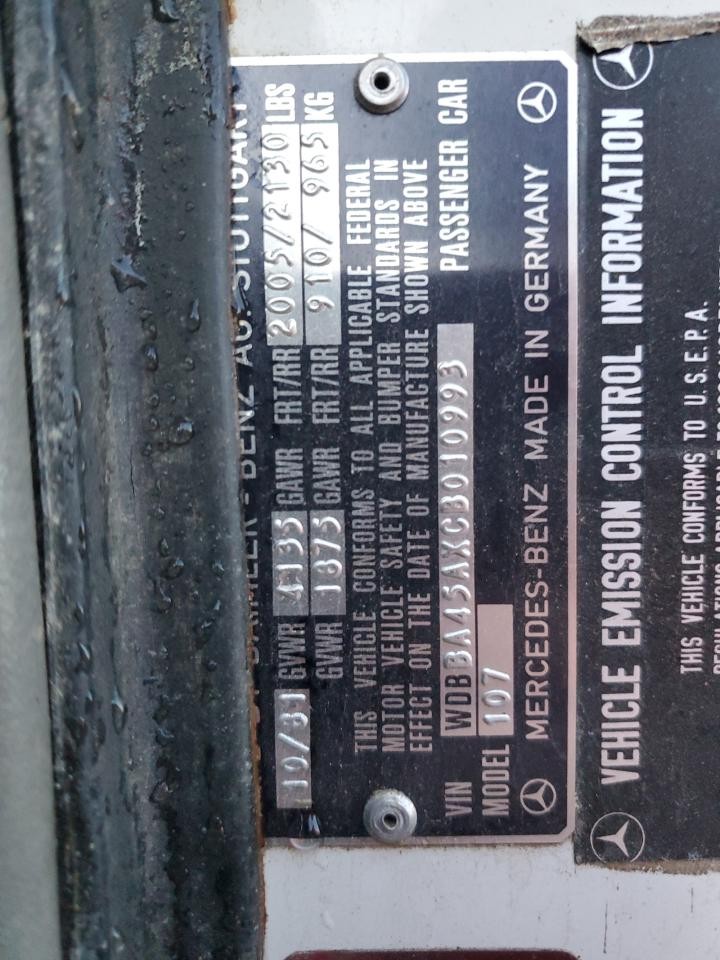 DAIMLER-BENZ AG. STUTTGART
10/81 GVWR 4135 GAWR FRT/RR 2005/2130 LBS
GVWR 1875 GAWR FRT/RR 910/ 965 KG
THIS VEHICLE CONFORMS TO ALL APPLICABLE FEDERAL
MOTOR VEHICLE SAFETY AND BUMPER STANDARDS IN
EFFECT ON THE DATE OF MANUFACTURE SHOWN ABOVE
VIN WDBBA45AXCB010993 PASSENGER CAR
MODEL 107
MERCEDES-BENZ MADE IN GERMANY
VEHICLE EMISSION CONTROL INFORMATION
THIS VEHICLE CONFORMS TO U.S.E.P.A.